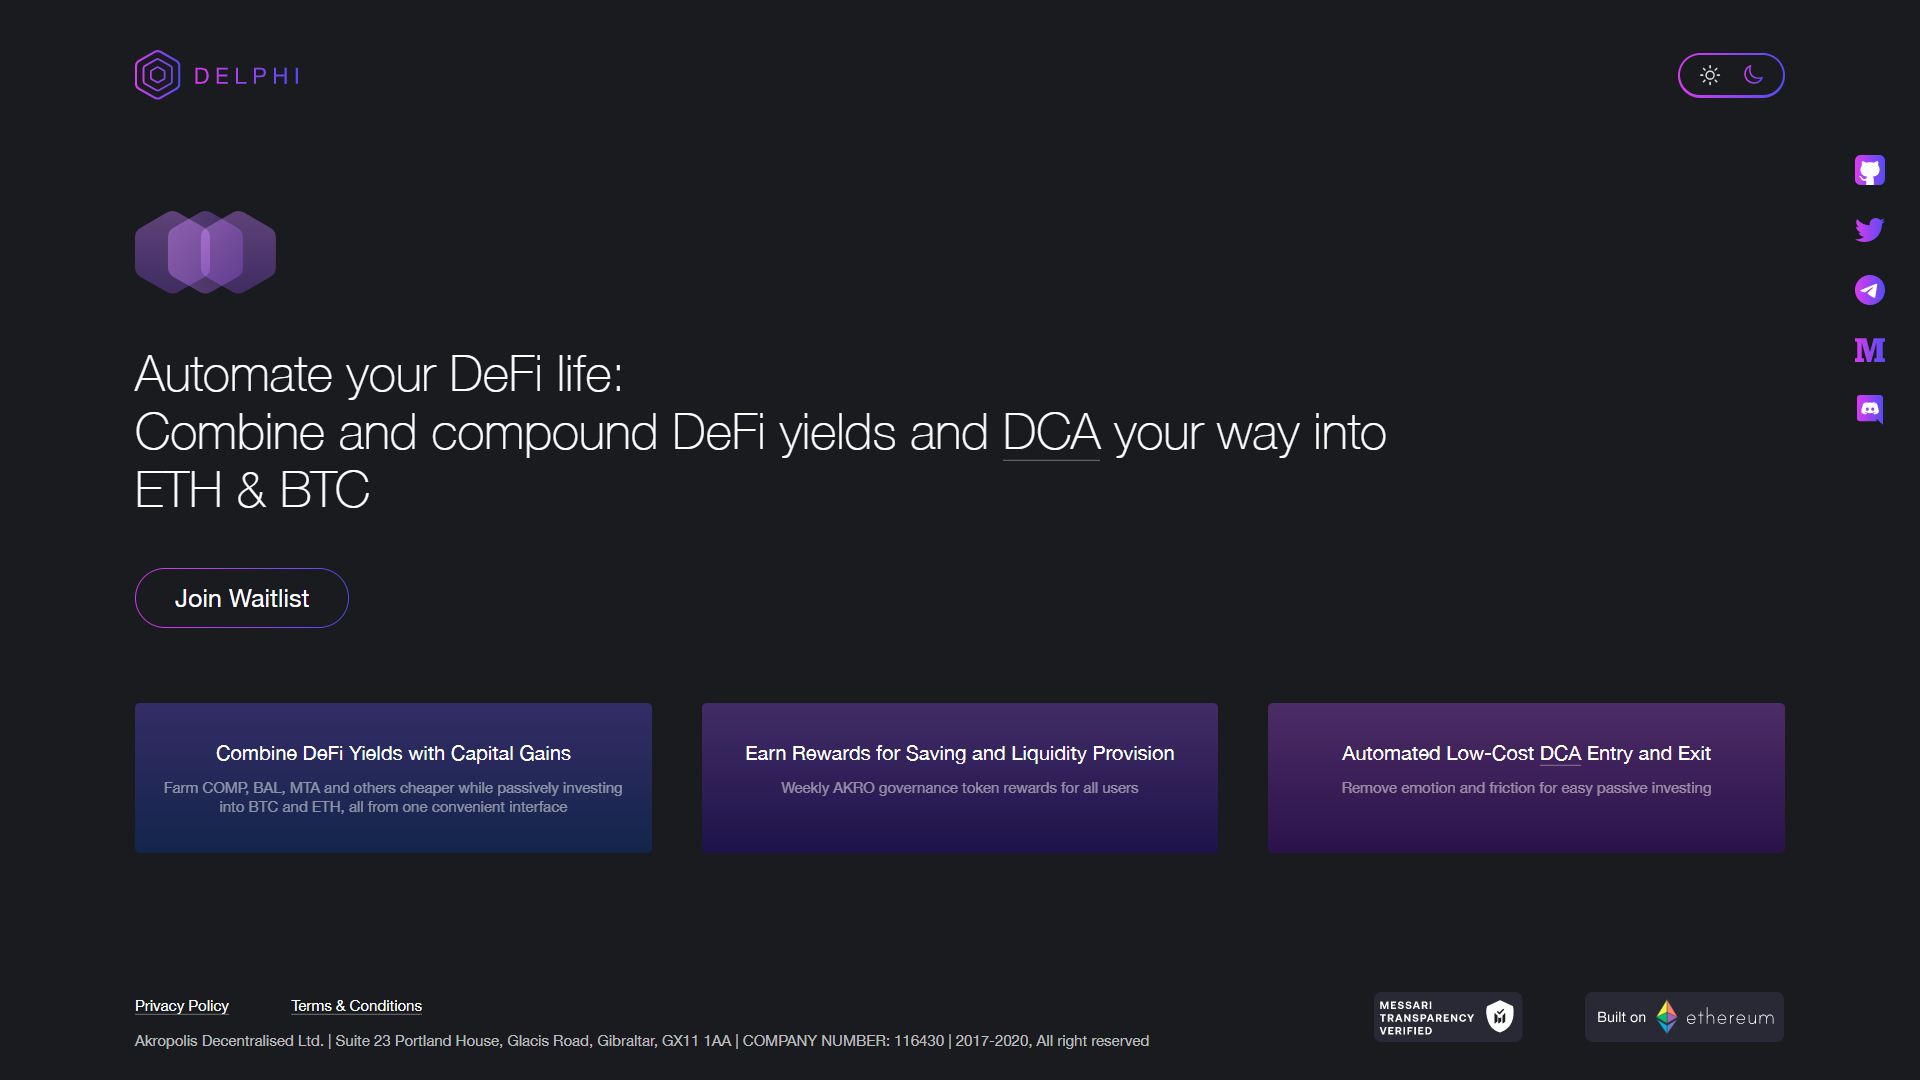 DELPHI
Automate your DeFi life:
Combine and compound DeFi yields and DCA your way into
ETH & BTC
Join Waitlist
Combine DeFi Yields with Capital Gains
Farm COMP, BAL, MTA and others cheaper while passively investing
into BTC and ETH, all from one convenient interface
Earn Rewards for Saving and Liquidity Provision
Weekly AKRO governance token rewards for all users
Automated Low-Cost DCA Entry and Exit
Remove emotion and friction for easy passive investing
Privacy Policy
Terms & Conditions
Akropolis Decentralised Ltd. | Suite 23 Portland House, Glacis Road, Gibraltar, GX11 1AA | COMPANY NUMBER: 116430 | 2017-2020, All right reserved
MESSARI
TRANSPARENCY
VERIFIED
Built on ethereum